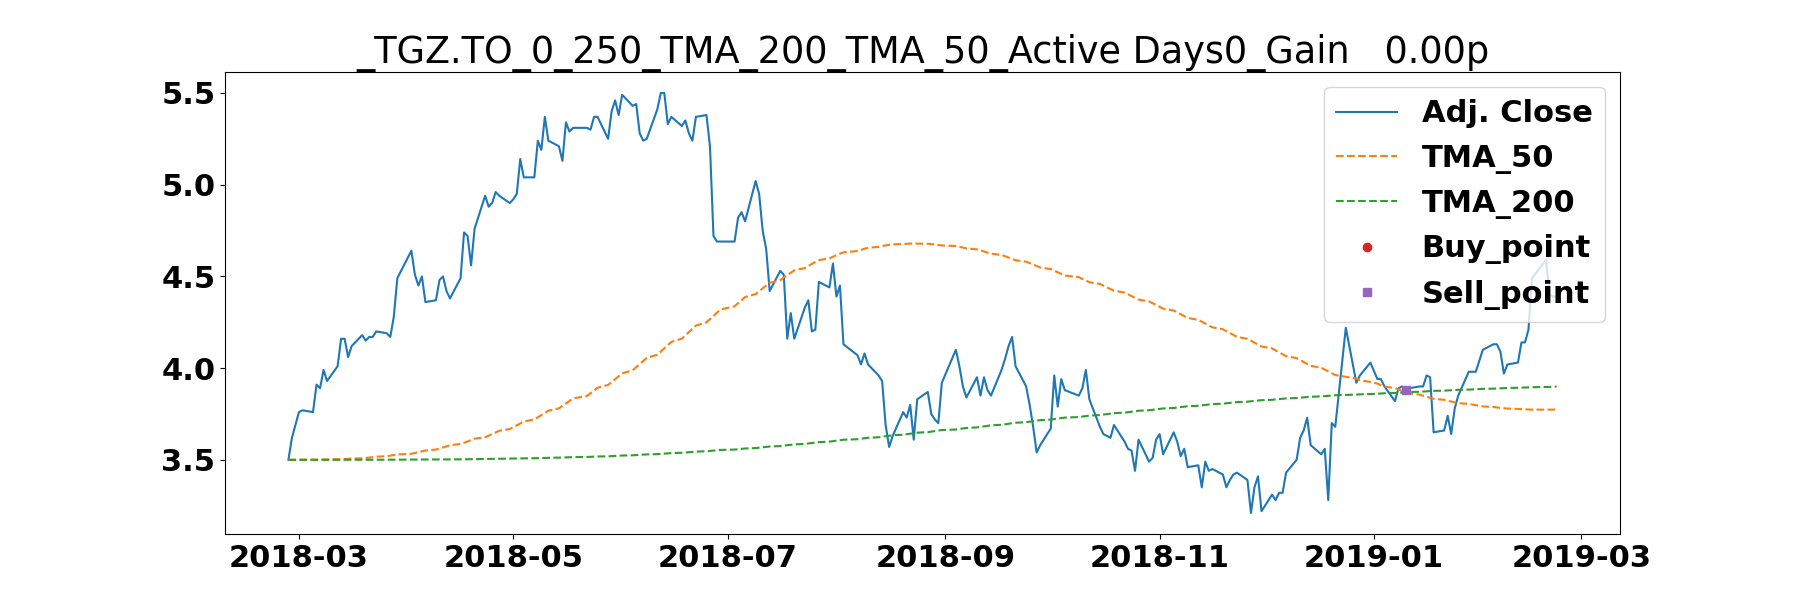 _TGZ.TO_0_250_TMA_200_TMA_50_Active Days0_Gain   0.00p
5.5
5.0
4.5
4.0
3.5
Adj. Close
TMA_50
TMA_200
Buy_point
Sell_point
2018-03 2018-05 2018-07 2018-09 2018-11 2019-01 2019-03